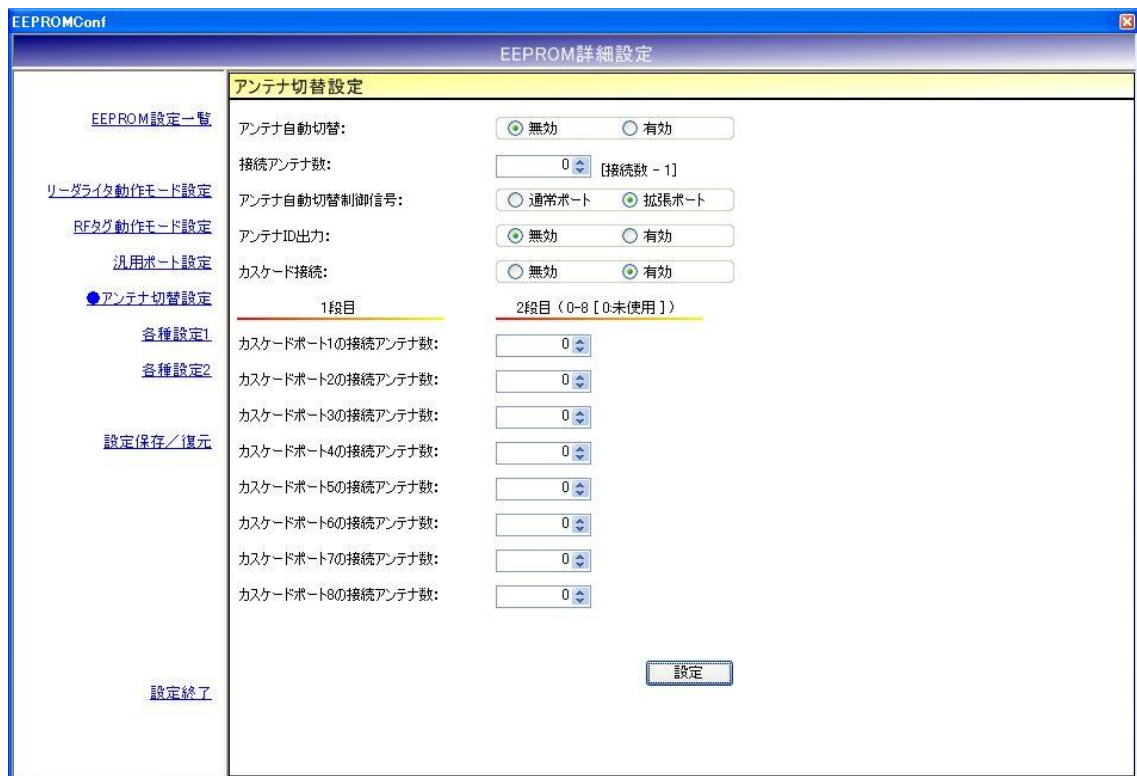 EEPROMConf
EEPROM詳細設定
アンテナ切替設定
EEPROM設定一覧
リーダライタ動作モード設定
RFタグ動作モード設定
汎用ポート設定
●アンテナ切替設定
各種設定1
各種設定2
設定保存／復元
設定終了
アンテナ自動切替: 無効 有効
接続アンテナ数: 0 [接続数 - 1]
アンテナ自動切替制御信号: 通常ポート 拡張ポート
アンテナID出力: 無効 有効
カスケード接続: 無効 有効
1段目 2段目（0-8 [ 0:未使用 ]）
カスケードポート1の接続アンテナ数: 0
カスケードポート2の接続アンテナ数: 0
カスケードポート3の接続アンテナ数: 0
カスケードポート4の接続アンテナ数: 0
カスケードポート5の接続アンテナ数: 0
カスケードポート6の接続アンテナ数: 0
カスケードポート7の接続アンテナ数: 0
カスケードポート8の接続アンテナ数: 0
設定